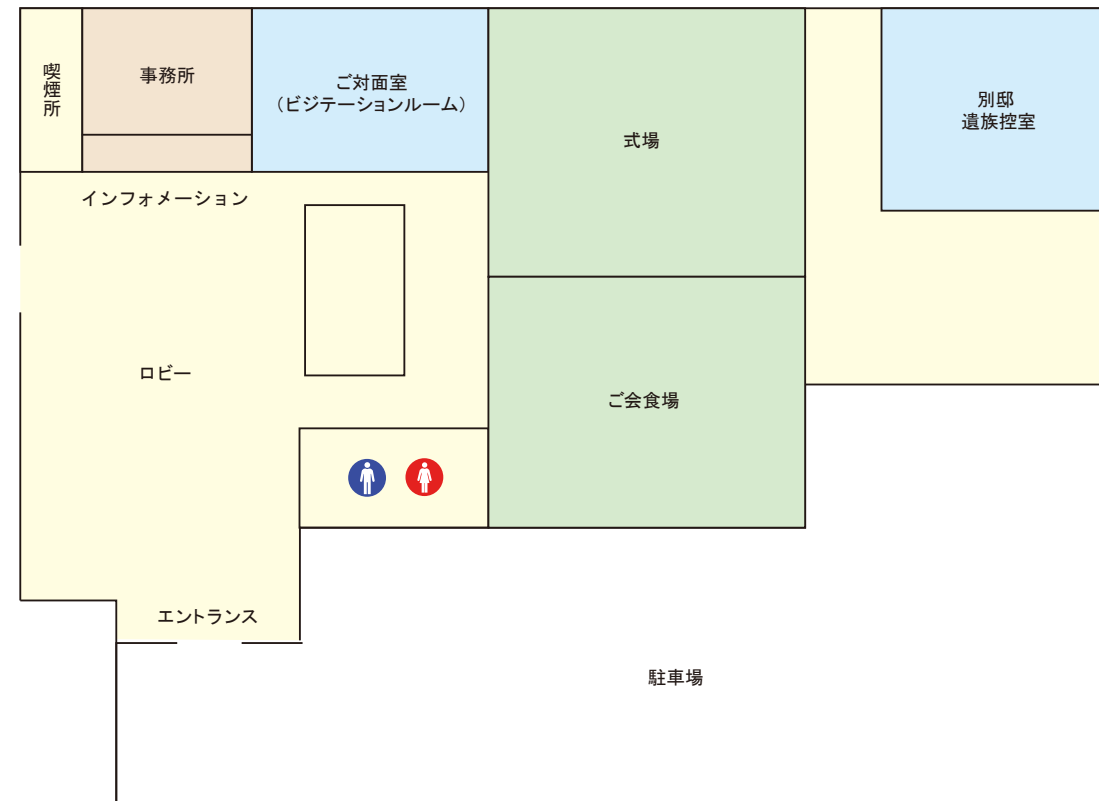 喫煙所
事務所
ご対面室
(ビジテーションルーム)
式場
別邸
遺族控室
インフォメーション
ロビー
ご会食場
エントランス
駐車場